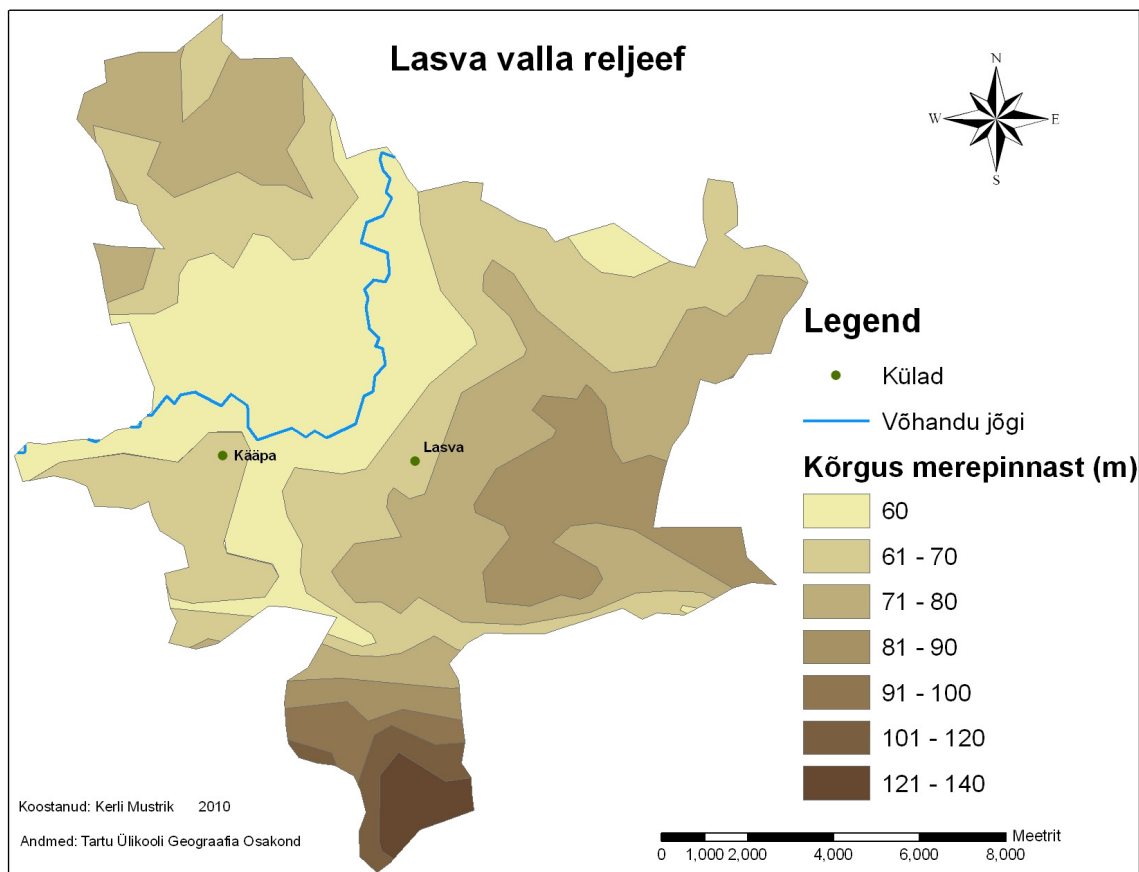 Lasva valla reljeef
N
W
E
S
Legend
Külad
Võhandu jõgi
Kõrgus merepinnast (m)
60
61 - 70
71 - 80
81 - 90
91 - 100
101 - 120
121 - 140
Kääpa
Lasva
Koostanud: Kerli Mustrik 2010
Andmed: Tartu Ülikooli Geograafia Osakond
Meetrit
0 1,000 2,000 4,000 6,000 8,000